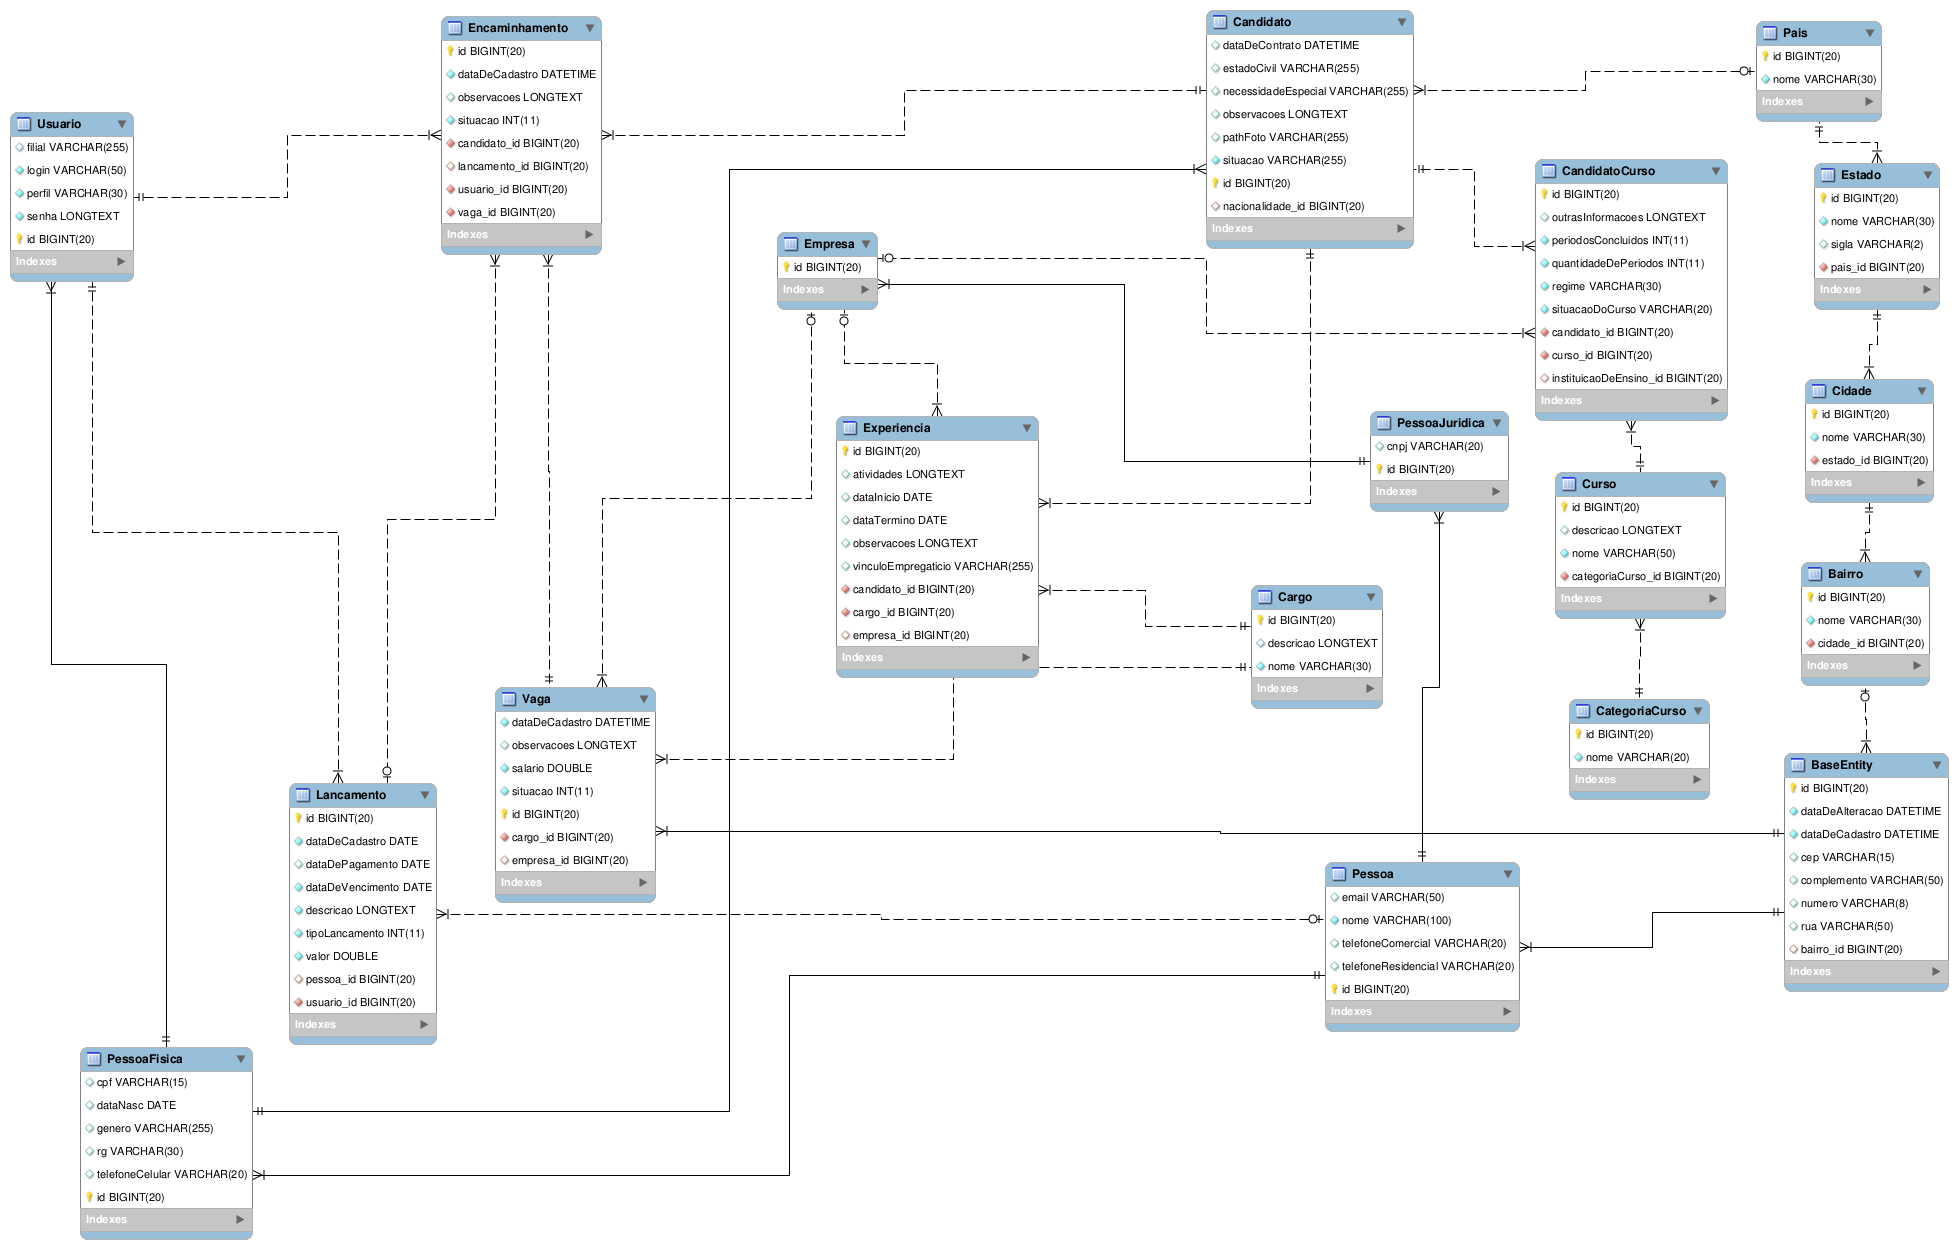 Encaminhamento
id BIGINT(20)
dataDeCadastro DATETIME
observacoes LONGTEXT
situacao INT(11)
candidato_id BIGINT(20)
lancamento_id BIGINT(20)
usuario_id BIGINT(20)
vaga_id BIGINT(20)
Indexes
Candidato
dataDeContrato DATETIME
estadoCivil VARCHAR(255)
necessidadeEspecial VARCHAR(255)
observacoes LONGTEXT
pathFoto VARCHAR(255)
situacao VARCHAR(255)
id BIGINT(20)
nacionalidade_id BIGINT(20)
Indexes
Pais
id BIGINT(20)
nome VARCHAR(30)
Indexes
Usuario
filial VARCHAR(255)
login VARCHAR(50)
perfil VARCHAR(30)
senha LONGTEXT
id BIGINT(20)
Indexes
CandidatoCurso
id BIGINT(20)
outrasInformacoes LONGTEXT
periodosConcluidos INT(11)
quantidadeDePeriodos INT(11)
regime VARCHAR(30)
situacaoDoCurso VARCHAR(20)
candidato_id BIGINT(20)
curso_id BIGINT(20)
instituicaoDeEnsino_id BIGINT(20)
Indexes
Estado
id BIGINT(20)
nome VARCHAR(30)
sigla VARCHAR(2)
pais_id BIGINT(20)
Indexes
Empresa
id BIGINT(20)
Indexes
Cidade
id BIGINT(20)
nome VARCHAR(30)
estado_id BIGINT(20)
Indexes
Experiencia
id BIGINT(20)
atividades LONGTEXT
dataInicio DATE
dataTermino DATE
observacoes LONGTEXT
vinculoEmpregaticio VARCHAR(255)
candidato_id BIGINT(20)
cargo_id BIGINT(20)
empresa_id BIGINT(20)
Indexes
PessoaJuridica
cnpj VARCHAR(20)
id BIGINT(20)
Indexes
Curso
id BIGINT(20)
descricao LONGTEXT
nome VARCHAR(50)
categoriaCurso_id BIGINT(20)
Indexes
Bairro
id BIGINT(20)
nome VARCHAR(30)
cidade_id BIGINT(20)
Indexes
Cargo
id BIGINT(20)
descricao LONGTEXT
nome VARCHAR(30)
Indexes
Vaga
dataDeCadastro DATETIME
observacoes LONGTEXT
salario DOUBLE
situacao INT(11)
id BIGINT(20)
cargo_id BIGINT(20)
empresa_id BIGINT(20)
Indexes
CategoriaCurso
id BIGINT(20)
nome VARCHAR(20)
Indexes
BaseEntity
id BIGINT(20)
dataDeAlteracao DATETIME
dataDeCadastro DATETIME
cep VARCHAR(15)
complemento VARCHAR(50)
numero VARCHAR(8)
rua VARCHAR(50)
bairro_id BIGINT(20)
Indexes
Lancamento
id BIGINT(20)
dataDeCadastro DATE
dataDePagamento DATE
dataDeVencimento DATE
descricao LONGTEXT
tipoLancamento INT(11)
valor DOUBLE
pessoa_id BIGINT(20)
usuario_id BIGINT(20)
Indexes
Pessoa
email VARCHAR(50)
nome VARCHAR(100)
telefoneComercial VARCHAR(20)
telefoneResidencial VARCHAR(20)
id BIGINT(20)
Indexes
PessoaFisica
cpf VARCHAR(15)
dataNasc DATE
genero VARCHAR(255)
rg VARCHAR(30)
telefoneCelular VARCHAR(20)
id BIGINT(20)
Indexes